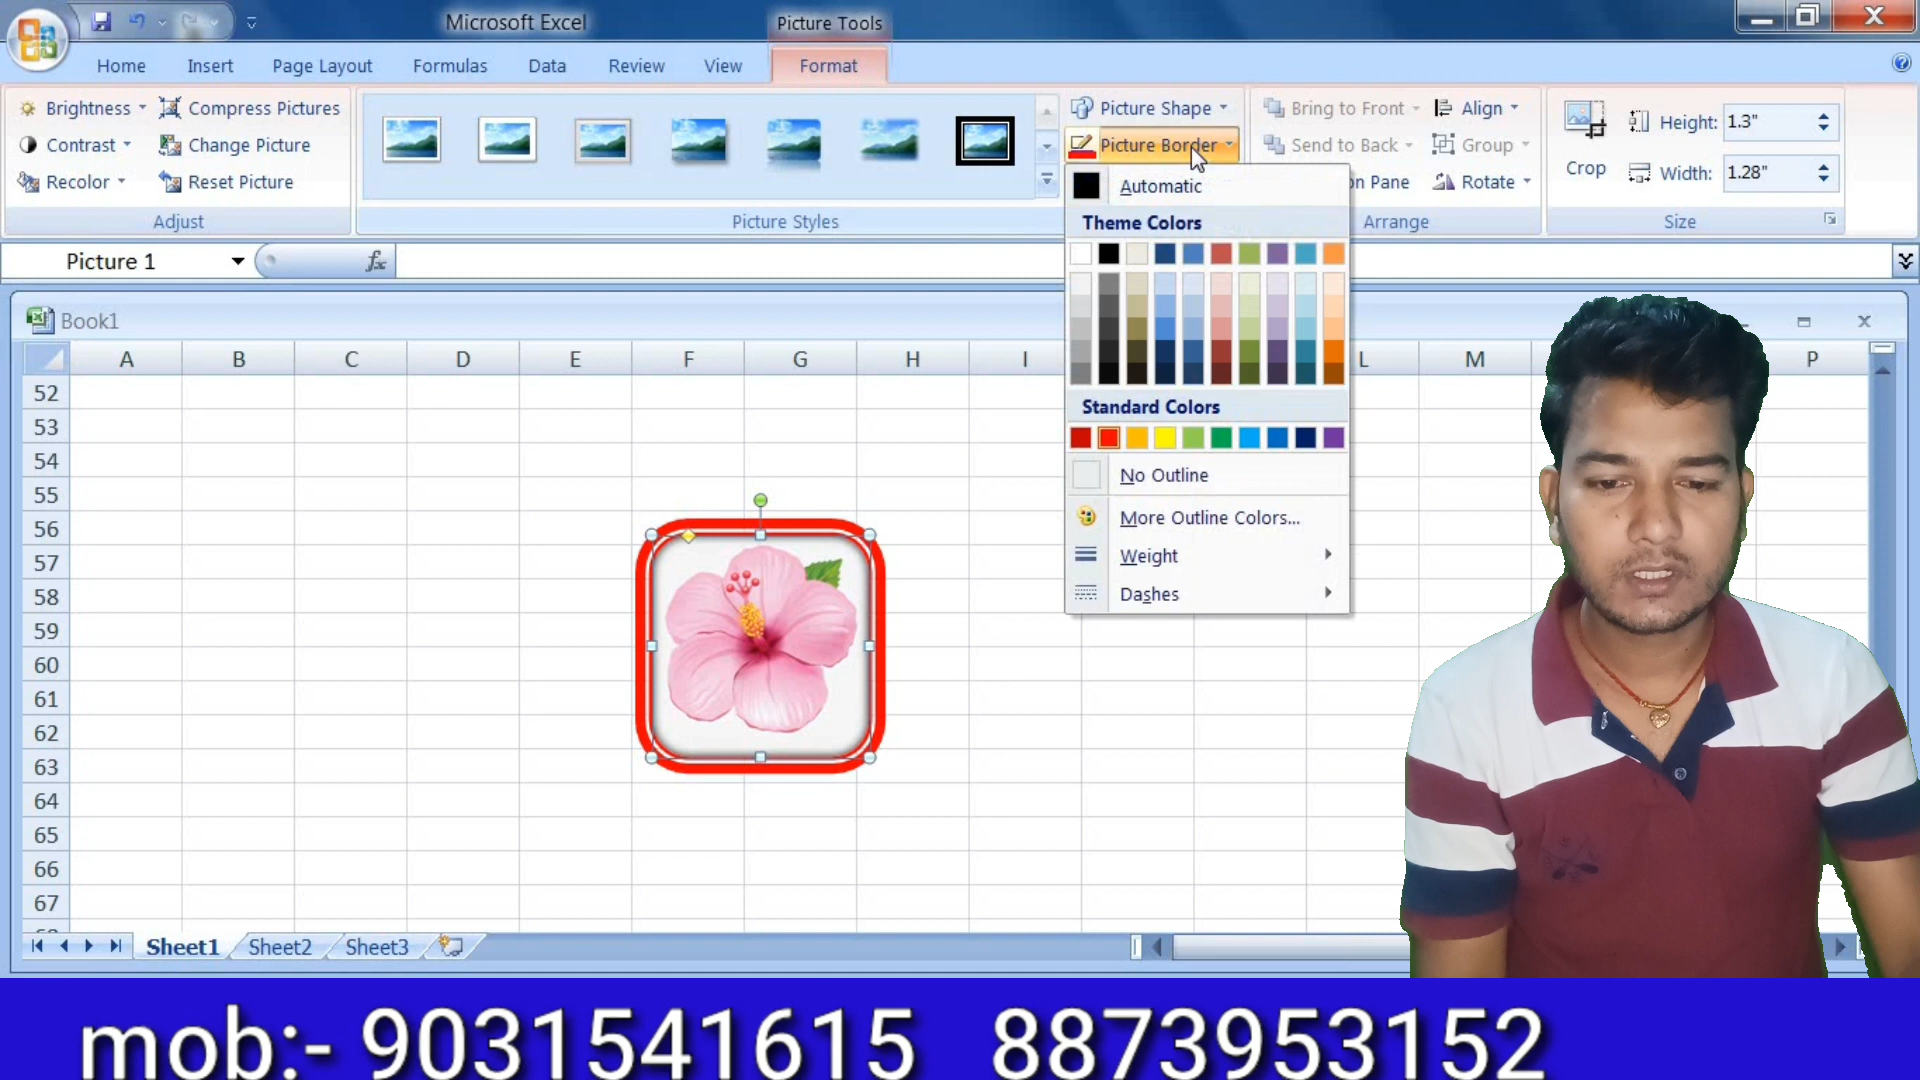 Microsoft Excel
Picture Tools
Home Insert Page Layout Formulas Data Review View Format
Brightness Compress Pictures Picture Shape Bring to Front Align Height: 1.3"
Contrast Change Picture Picture Border Send to Back Group
Recolor Reset Picture on Pane Rotate Crop Width: 1.28"
Adjust Picture Styles Arrange Size
Automatic
Theme Colors
Standard Colors
No Outline
More Outline Colors...
Weight
Dashes
Picture 1 fx
Book1
A B C D E F G H I L M P
52
53
54
55
56
57
58
59
60
61
62
63
64
65
66
67
Sheet1 Sheet2 Sheet3
mob:- 9031541615 8873953152